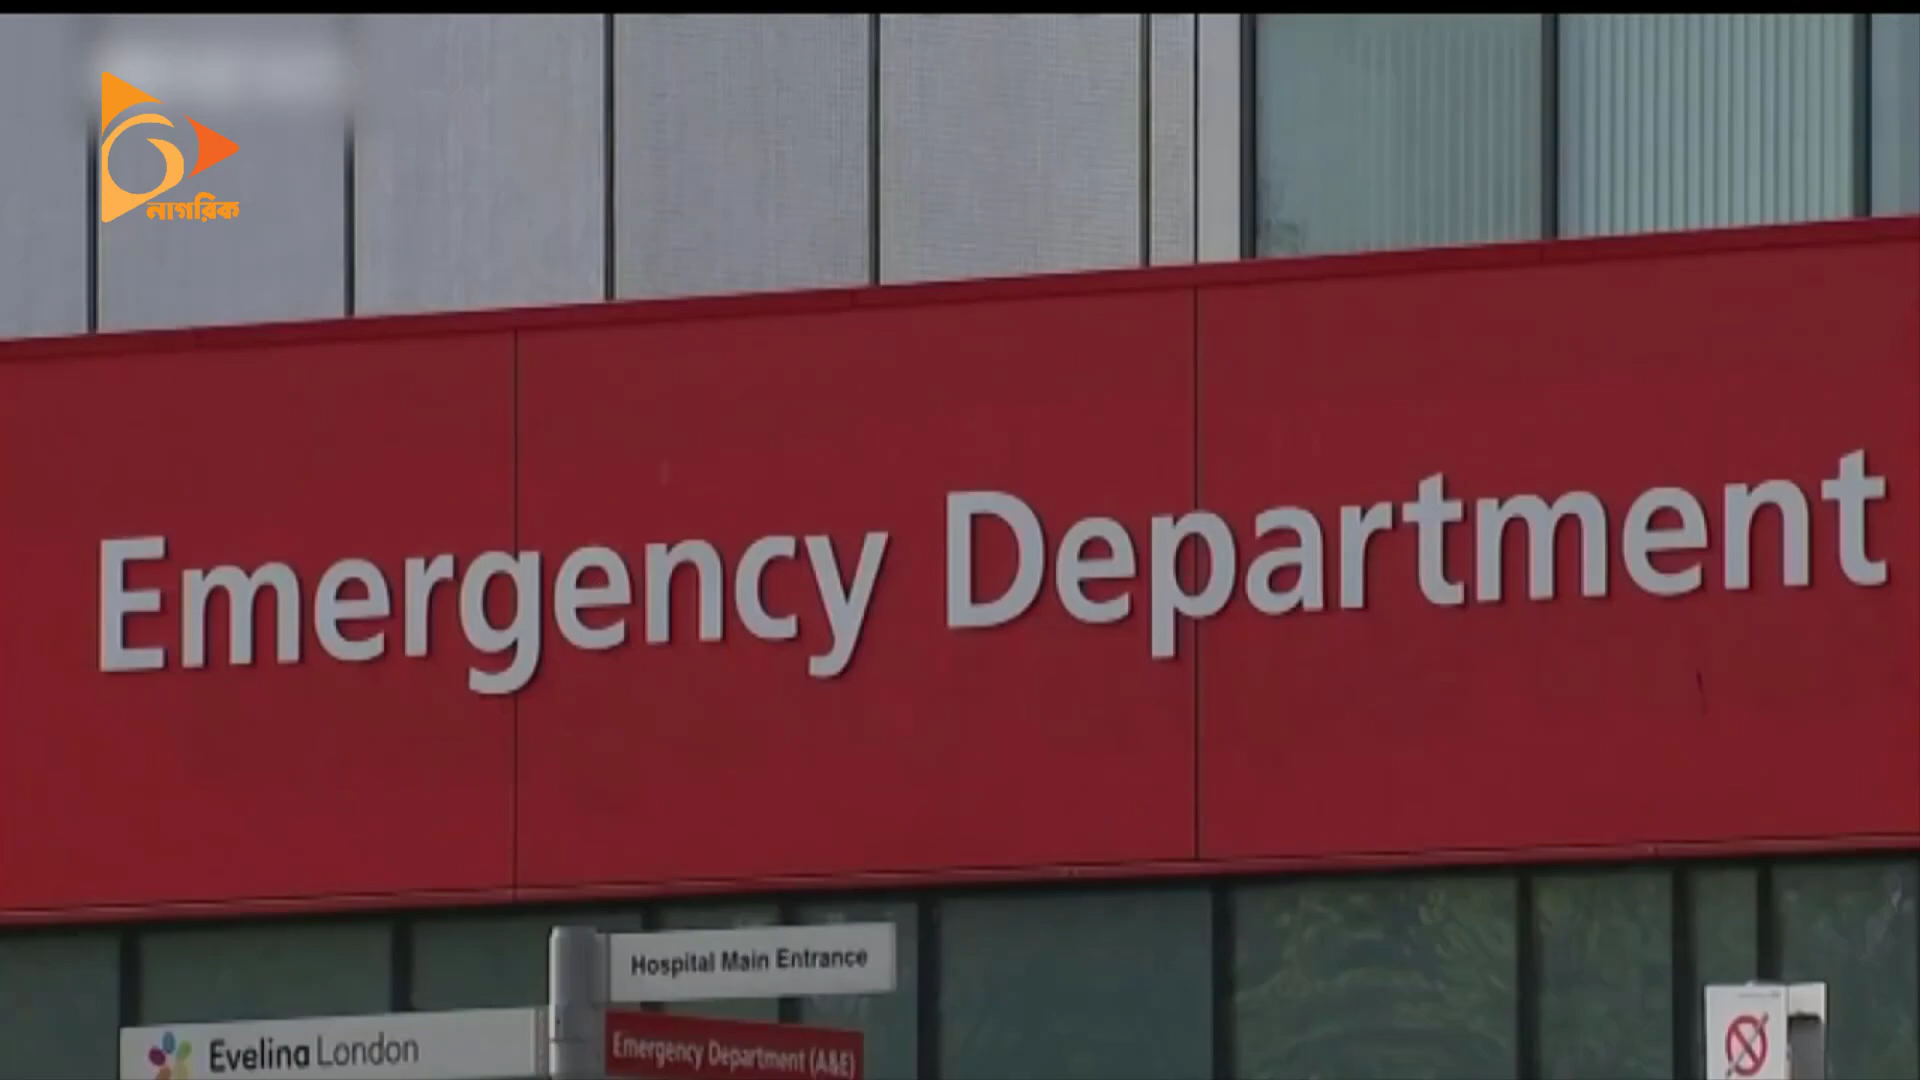 নাগরিক
Emergency Department
Hospital Main Entrance
Evelina London
Emergency Department (A&E)